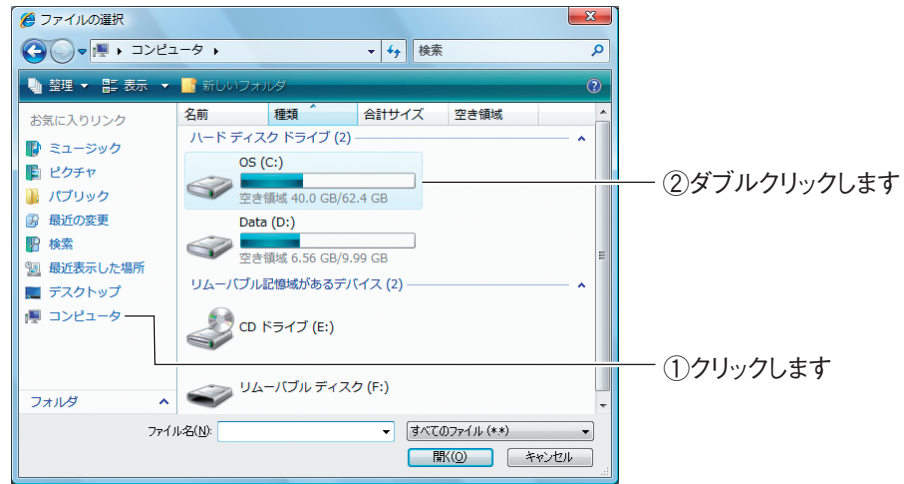 ファイルの選択
コンピュータ
検索
整理 表示 新しいフォルダ
お気に入りリンク
ミュージック
ピクチャ
パブリック
最近の変更
検索
最近表示した場所
デスクトップ
コンピュータ
フォルダ
名前 種類 合計サイズ 空き領域
ハード ディスク ドライブ (2)
OS (C:)
空き領域 40.0 GB/62.4 GB
Data (D:)
空き領域 6.56 GB/9.99 GB
リムーバブル記憶域があるデバイス (2)
CD ドライブ (E:)
リムーバブル ディスク (F:)
ファイル名(N):
すべてのファイル (*.*)
開く(O) キャンセル
②ダブルクリックします
①クリックします